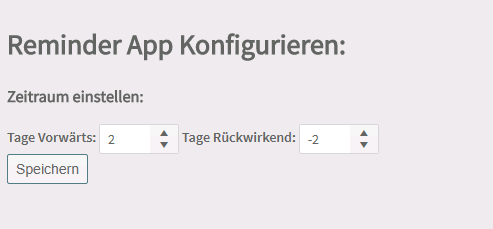 Reminder App Konfigurieren:
Zeitraum einstellen:
Tage Vorwärts: 2 Tage Rückwirkend: -2
Speichern